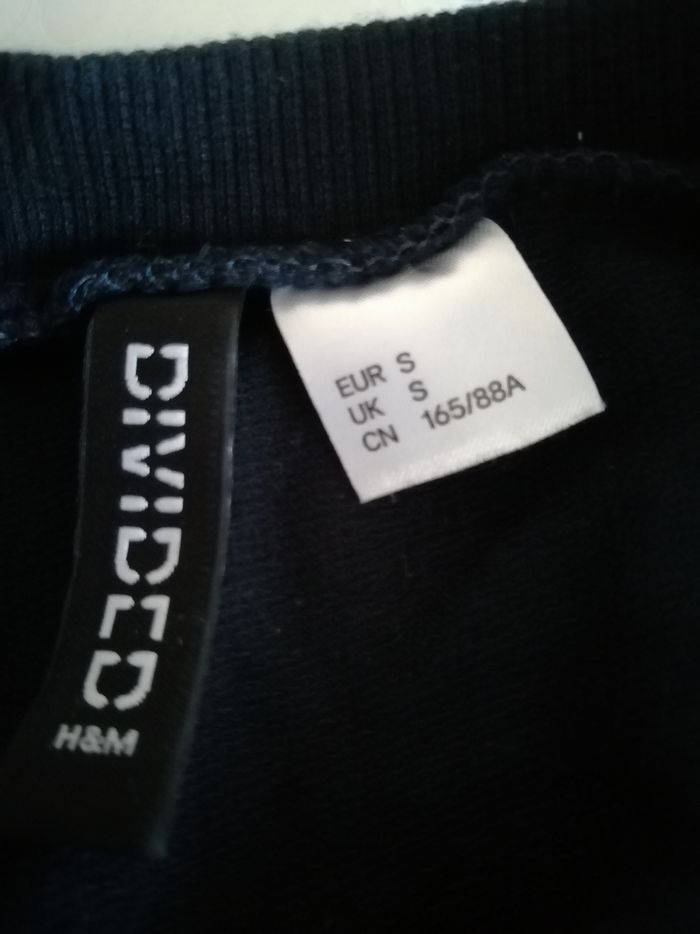 DIVIDED
H&M
EUR S
UK S
CN 165/88A